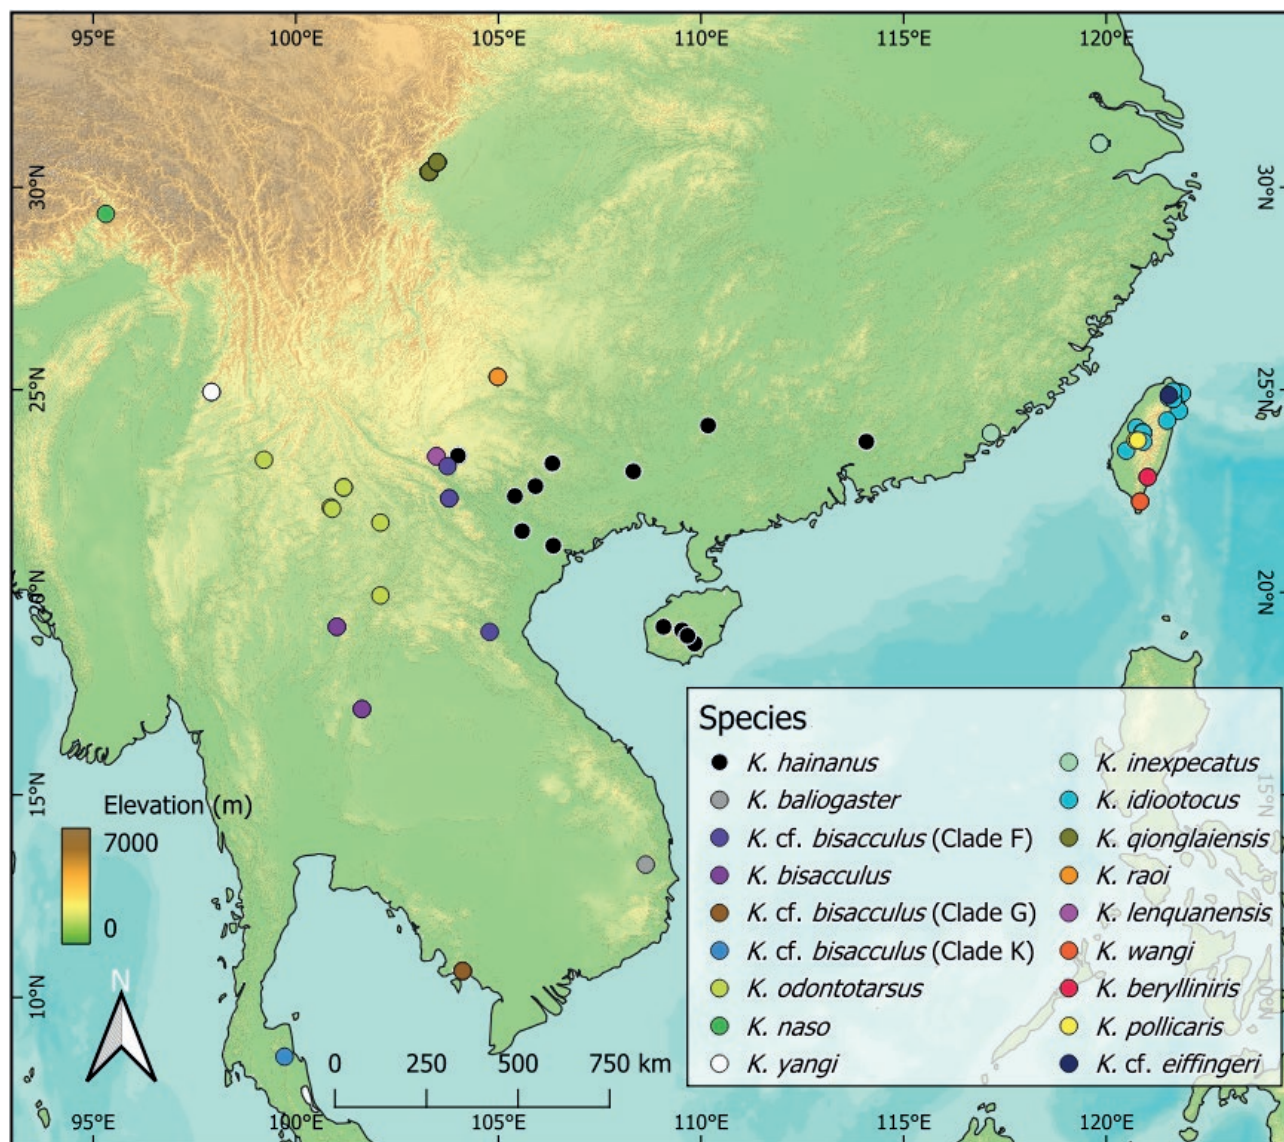 95°E 100°E 105°E 110°E 115°E 120°E
30°N 30°N
25°N 25°N
20°N 20°N
15°N 15°N
10°N 10°N
Species
K. hainanus
K. baliogaster
K. cf. bisacculus (Clade F)
K. bisacculus
K. cf. bisacculus (Clade G)
K. cf. bisacculus (Clade K)
K. odontotarsus
K. naso
K. yangi
K. inexpecatus
K. idiootocus
K. qionglaiensis
K. raoi
K. lenquanensis
K. wangi
K. berylliniris
K. pollicaris
K. cf. eiffingeri
Elevation (m)
7000
0
N
0 250 500 750 km
95°E 100°E 105°E 110°E 115°E 120°E